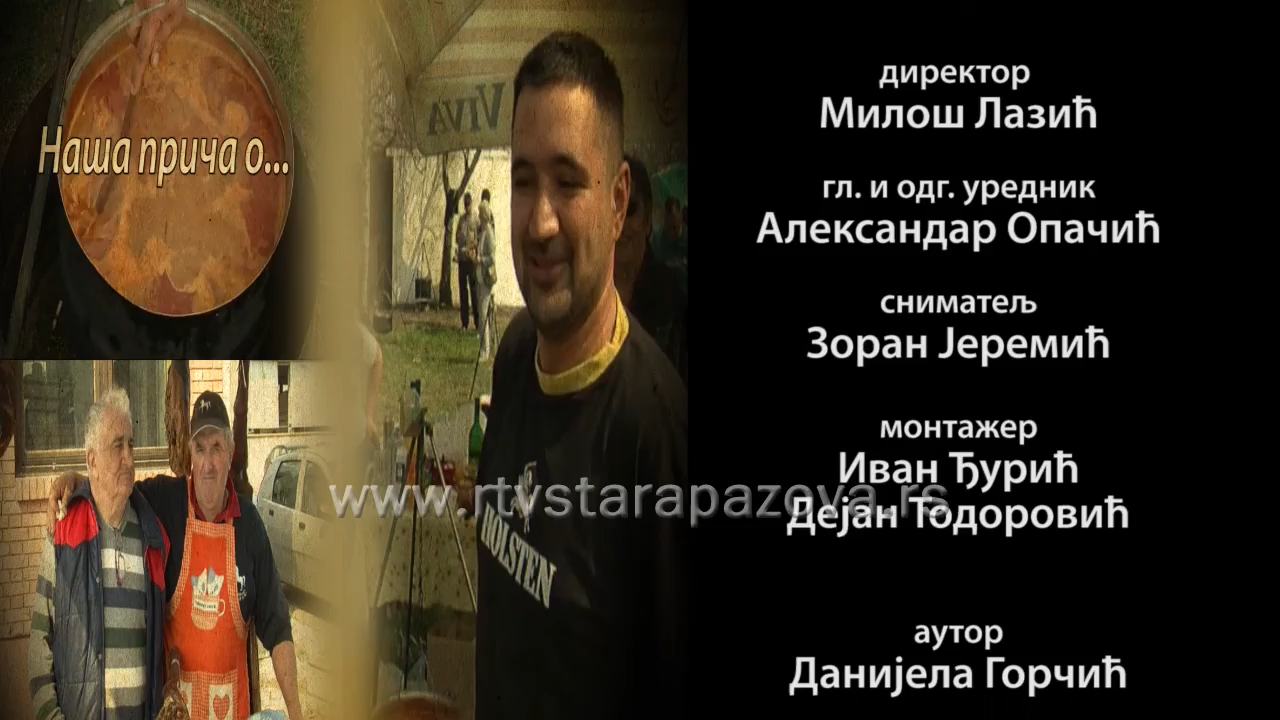 Наша прича о...
VIVA
HOLSTEN
директор
Милош Лазић
гл. и одг. уредник
Александар Опачић
сниматељ
Зоран Јеремић
монтажер
Иван Ђурић
www.rtvstarapazova.rs
Дејан Тодоровић
аутор
Данијела Горчић